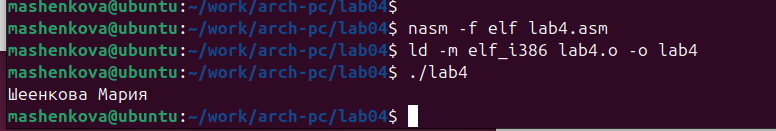 mashenkova@ubuntu:~/work/arch-pc/lab04$
mashenkova@ubuntu:~/work/arch-pc/lab04$ nasm -f elf lab4.asm
mashenkova@ubuntu:~/work/arch-pc/lab04$ ld -m elf_i386 lab4.o -o lab4
mashenkova@ubuntu:~/work/arch-pc/lab04$ ./lab4
Шеенкова Мария
mashenkova@ubuntu:~/work/arch-pc/lab04$